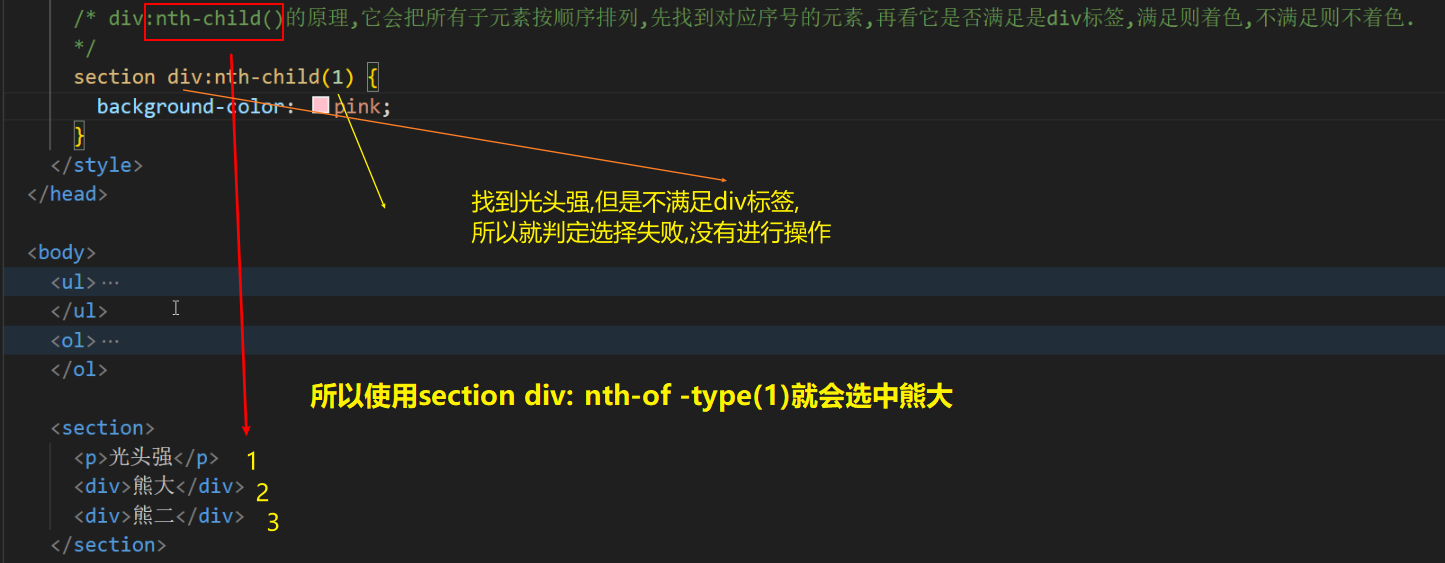 /* div:nth-child()的原理,它会把所有子元素按顺序排列,先找到对应序号的元素,再看它是否满足是div标签,满足则着色,不满足则不着色.
*/
section div:nth-child(1) {
background-color: pink;
}
</style>
</head>
找到光头强,但是不满足div标签,
所以就判定选择失败,没有进行操作
<body>
<ul>···
</ul>
<ol>···
</ol>
所以使用section div: nth-of -type(1)就会选中熊大
<section>
<p>光头强</p> 1
<div>熊大</div> 2
<div>熊二</div> 3
</section>